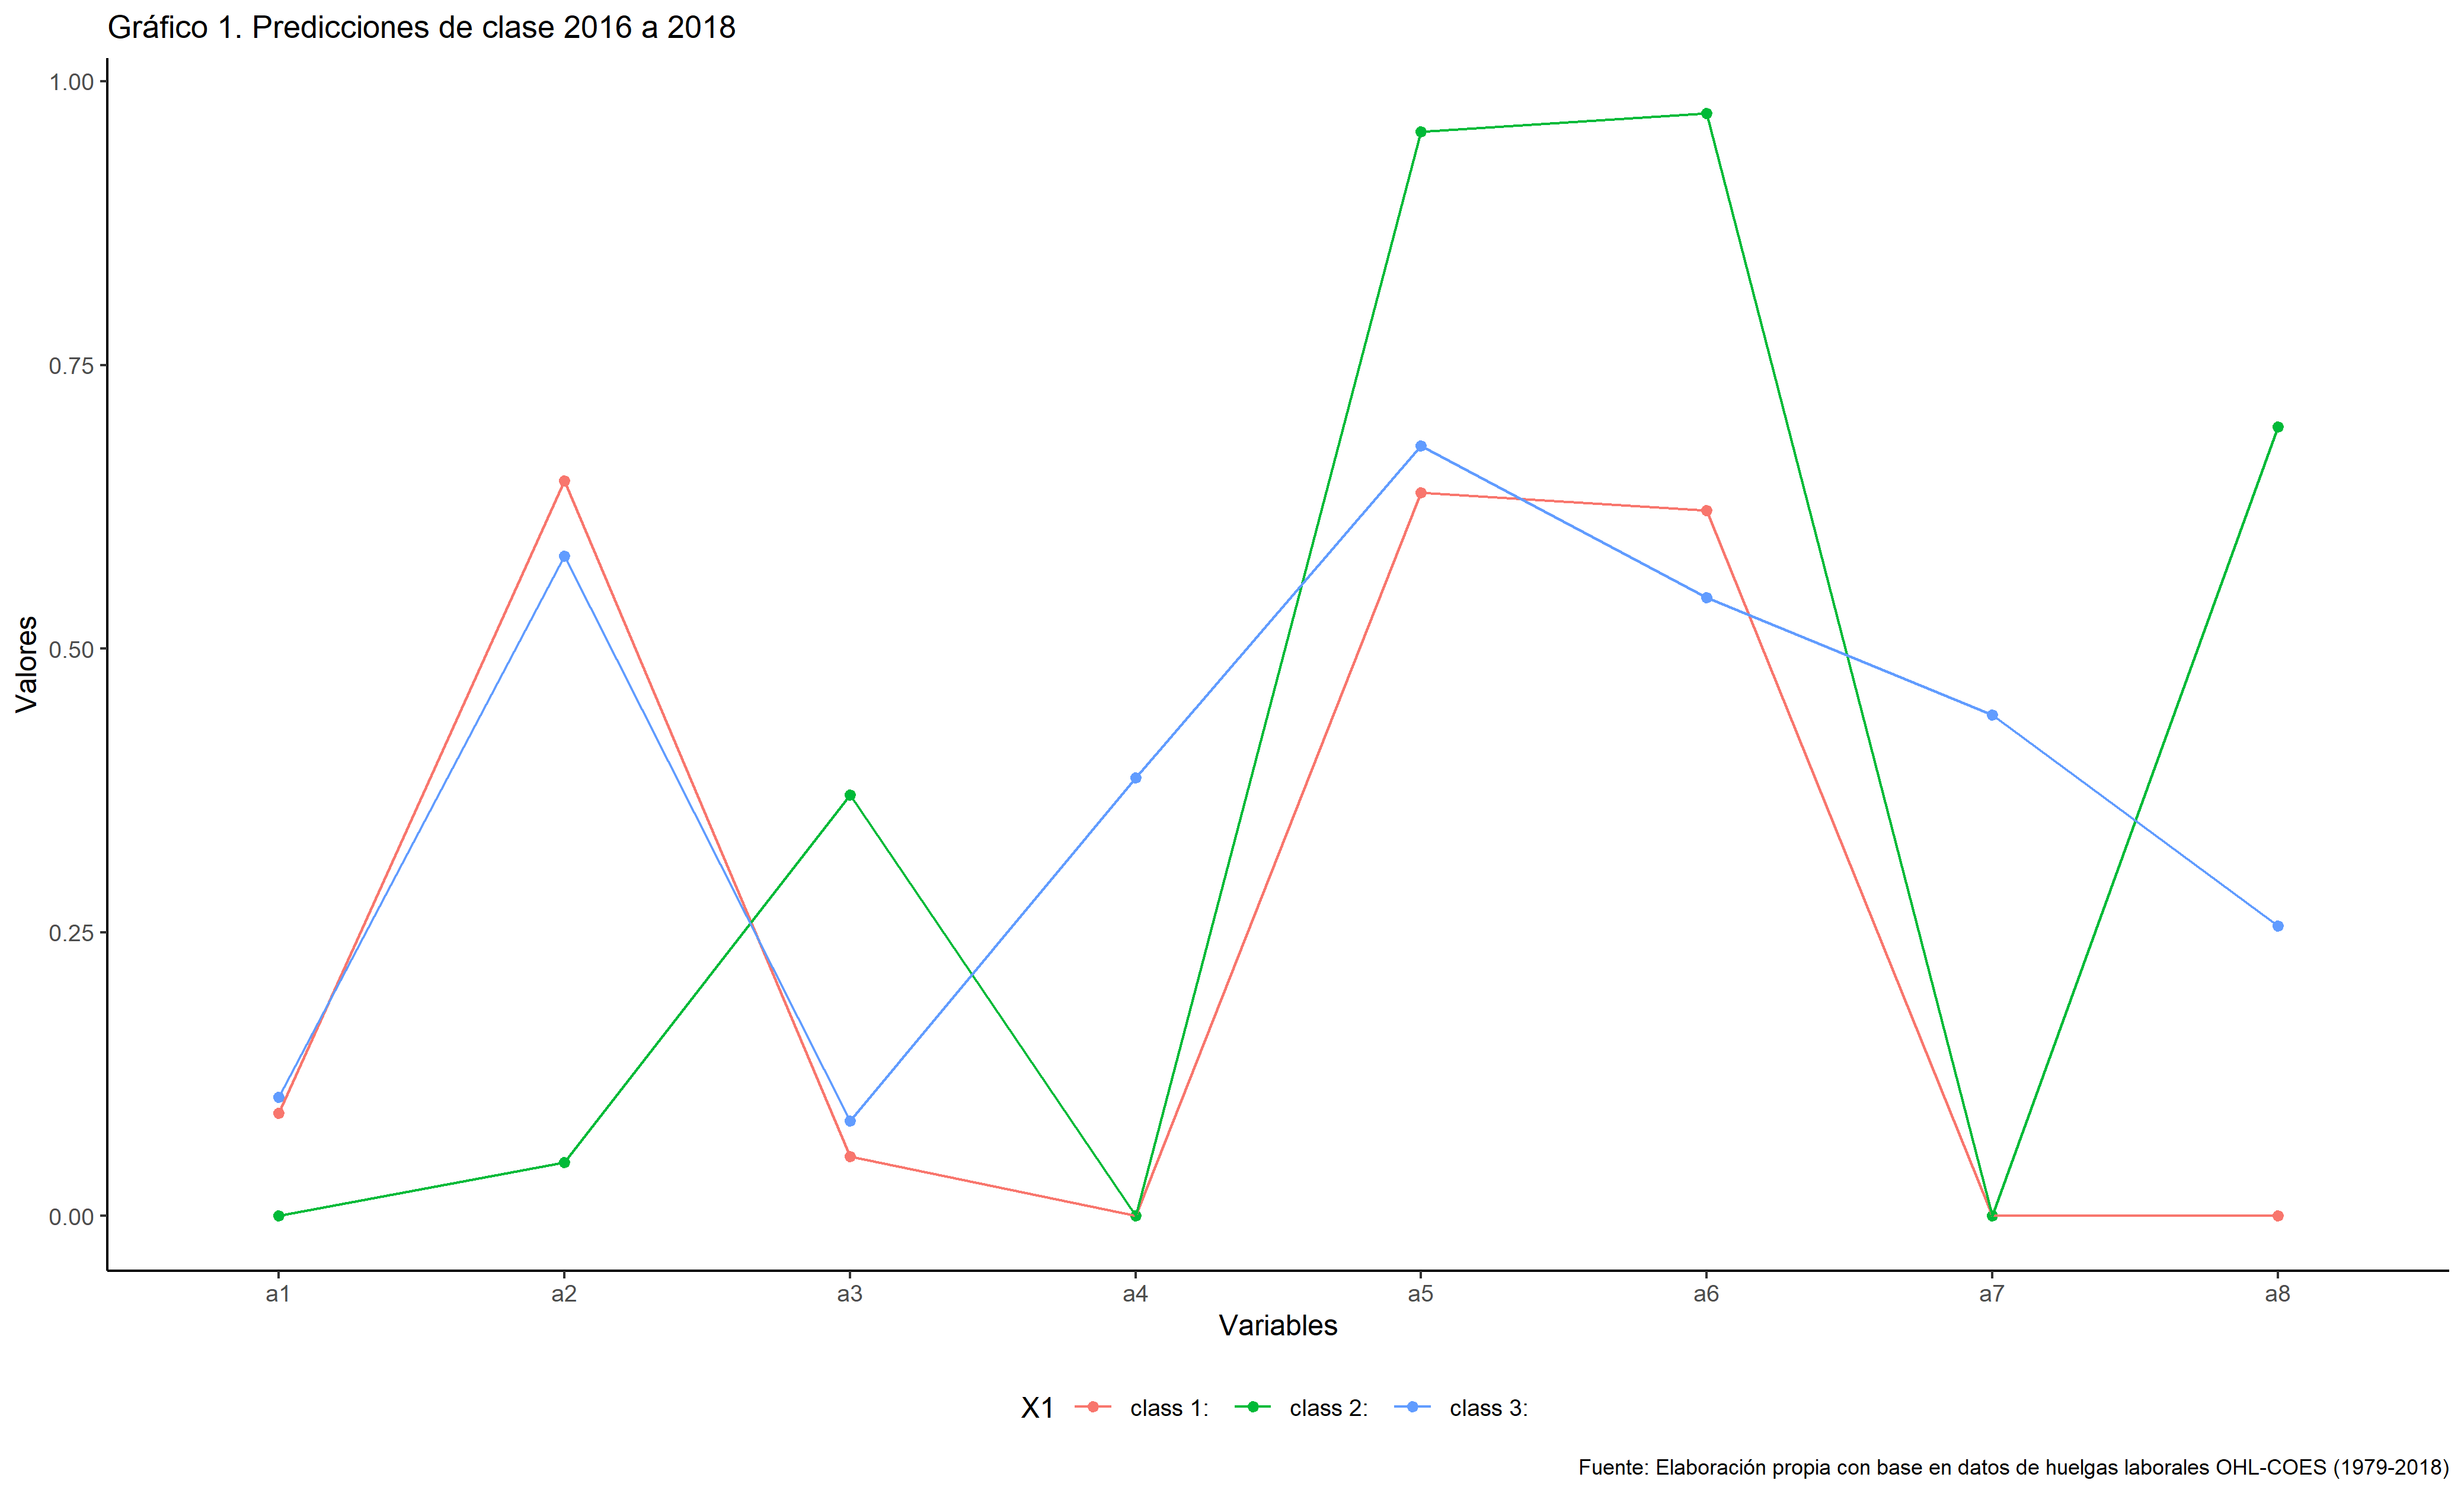 Gráfico 1. Predicciones de clase 2016 a 2018
1.00
0.75
0.50
0.25
0.00
Valores
a1 a2 a3 a4 a5 a6 a7 a8
Variables
X1 class 1: class 2: class 3:
Fuente: Elaboración propia con base en datos de huelgas laborales OHL-COES (1979-2018)